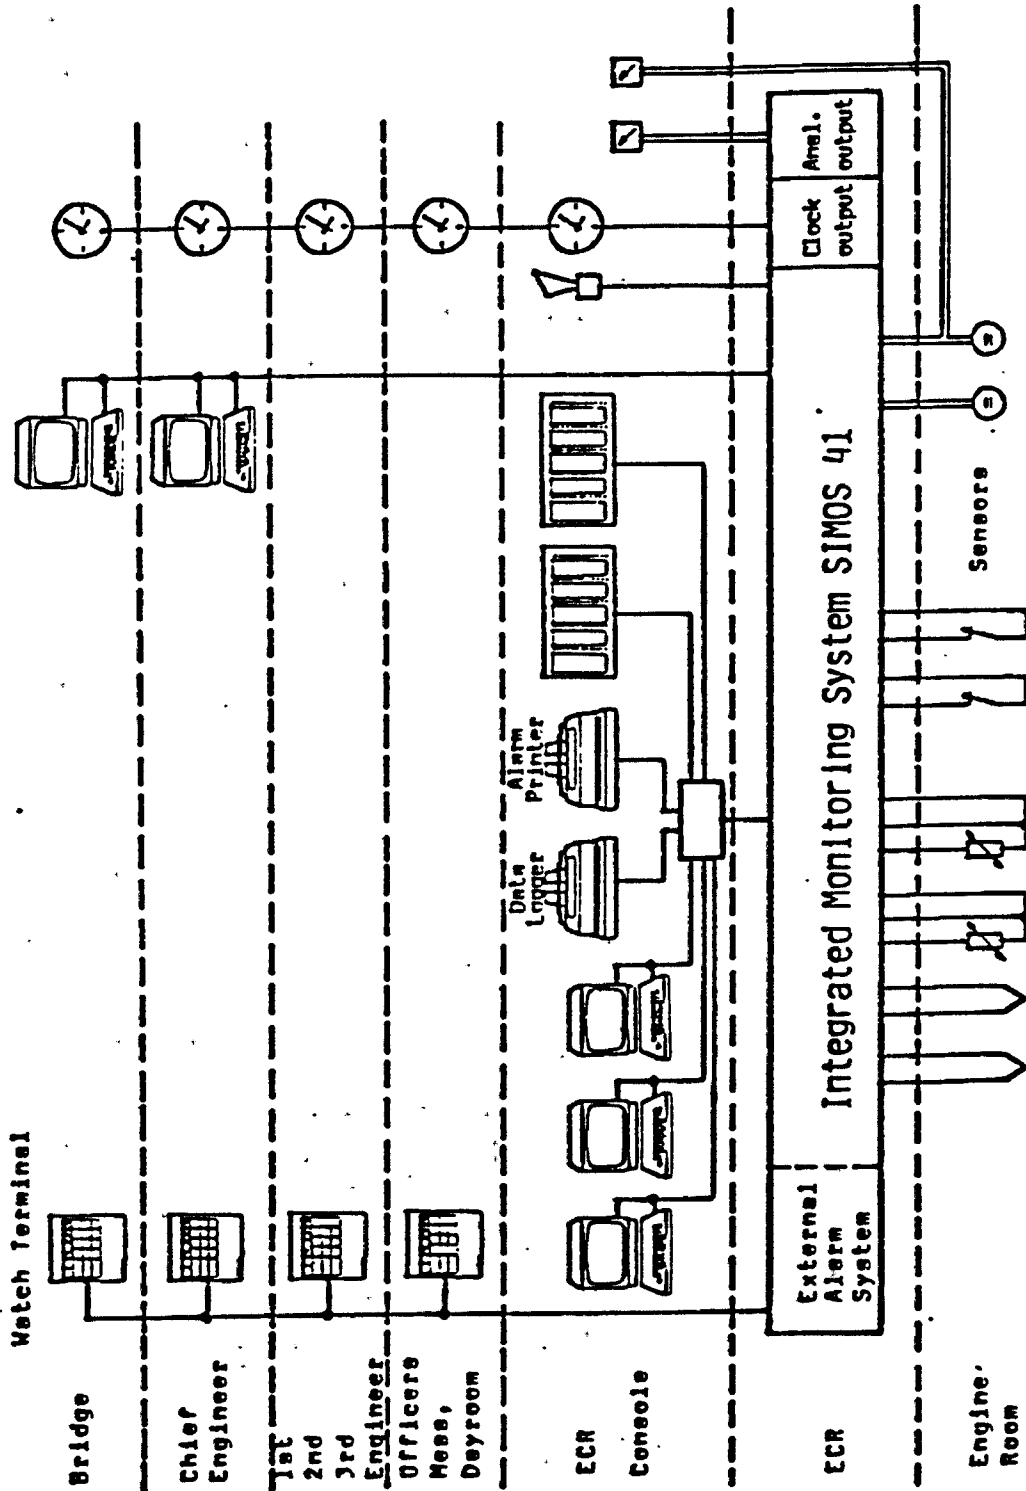 Watch Terminal
Bridge
Chief
Engineer
1st
2nd
3rd
Engineer
Officers
Mess,
Dayroom
ECR
Console
Data
Logger
Alarm
Printer
ECR
External
Alarm
System
Integrated Monitoring System SIMOS 41
Clock
output
Anal.
output
Engine
Room
Sensors